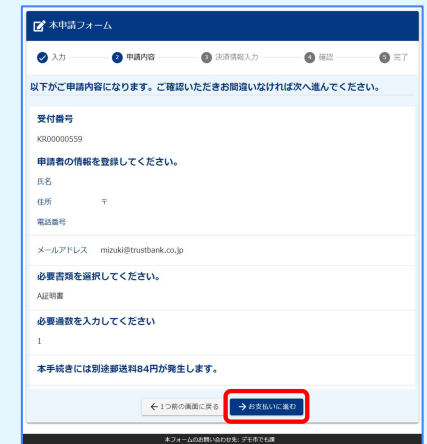 本申請フォーム
入力 2 申請内容 3 決済情報入力 4 確認 5 完了
以下がご申請内容になります。ご確認いただきお間違いなければ次へ進んでください。
受付番号
KR00000559
申請者の情報を登録してください。
氏名
住所 〒
電話番号
メールアドレス mizuki@trustbank.co.jp
必要書類を選択してください。
A証明書
必要通数を入力してください
1
本手続きには別途郵送料84円が発生します。
←1つ前の画面に戻る →お支払いに進む
本フォームのお問い合わせ先: デモ市でも課